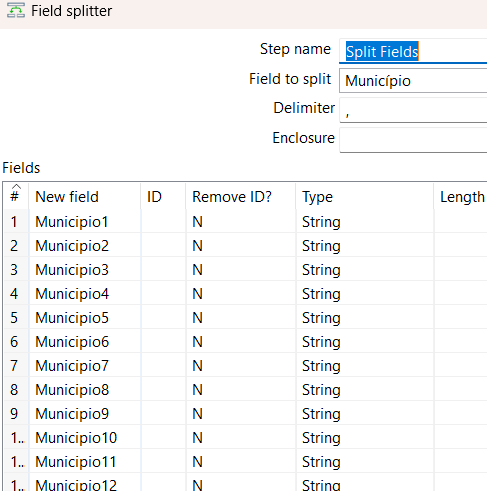 Field splitter
Step name Split Fields
Field to split Município
Delimiter ,
Enclosure
Fields
# New field ID Remove ID? Type Length
1 Municipio1 N String
2 Municipio2 N String
3 Municipio3 N String
4 Municipio4 N String
5 Municipio5 N String
6 Municipio6 N String
7 Municipio7 N String
8 Municipio8 N String
9 Municipio9 N String
1.. Municipio10 N String
1.. Municipio11 N String
1.. Municipio12 N String